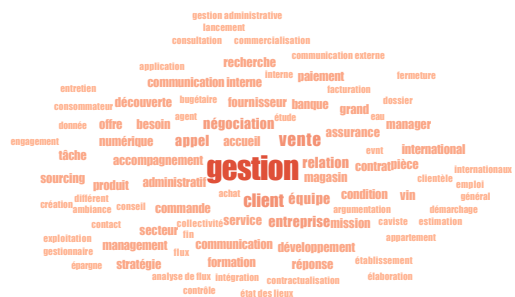 gestion administrative
lancement
consultation commercialisation
recherche communication externe
application interne paiement fermeture
communication interne facturation
entretien
consommateur découverte bugétaire fournisseur banque grand dossier
agent étude eau
donnée offre besoin négociation assurance manager
engagement numérique appel accueil vente evnt international
tâche accompagnement gestion relation contrat pièce internationaux
sourcing produit administratif magasin clientèle emploi
différent achat client équipe condition vin général
création ambiance conseil commande argumentation démarchage
contact collectivité service entreprise mission caviste estimation
exploitation secteur fin appartement
gestionnaire management flux communication développement
épargne stratégie formation réponse établissement
analyse de flux intégration contractualisation élaboration
contrôle état des lieux